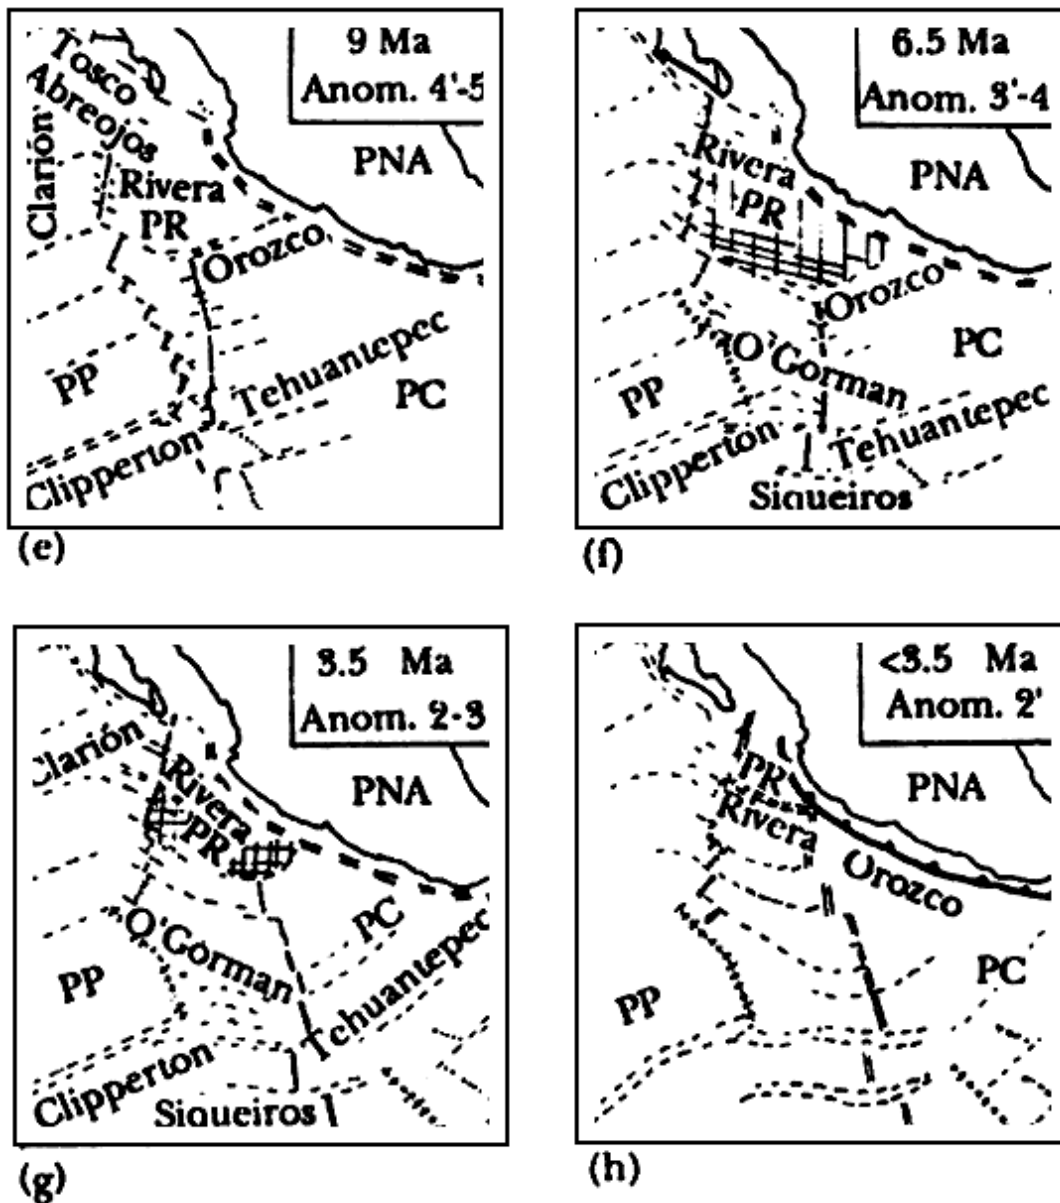 9 Ma
Anom. 4'-5
Tosco
Abreojos
Clarión
PNA
Rivera
PR
Orozco
PP
Tehuantepec
PC
Clipperton
(e)
6.5 Ma
Anom. 3'-4
PNA
Rivera
PR
Orozco
PC
O'Gorman
PP
Clipperton
Tehuantepec
Siqueiros
(f)
3.5 Ma
Anom. 2-3
Clarión
PNA
Rivera
PR
PC
O'Gorman
PP
Tehuantepec
Clipperton
Siqueiros
(g)
<3.5 Ma
Anom. 2'
PNA
PR
Rivera
Orozco
PC
PP
(h)